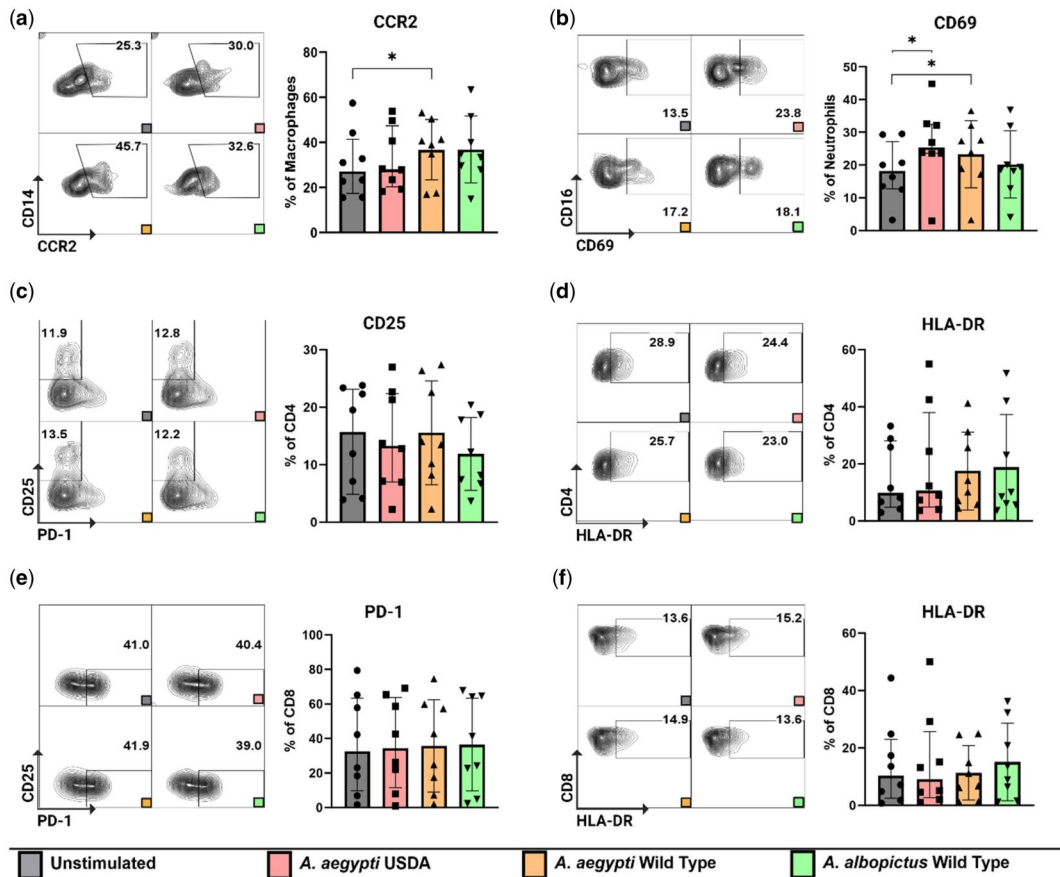 (a)
CCR2
25.3
30.0
45.7
32.6
CD14
CCR2
80
60
40
20
0
% of Macrophages
*
(b)
CD69
13.5
23.8
17.2
18.1
CD16
CD69
50
40
30
20
10
0
% of Neutrophils
*
*
(c)
CD25
11.9
12.8
13.5
12.2
CD25
PD-1
30
20
10
0
% of CD4
(d)
HLA-DR
28.9
24.4
25.7
23.0
CD4
HLA-DR
60
40
20
0
% of CD4
(e)
PD-1
41.0
40.4
41.9
39.0
CD25
PD-1
100
80
60
40
20
0
% of CD8
(f)
HLA-DR
13.6
15.2
14.9
13.6
CD8
HLA-DR
60
40
20
0
% of CD8
Unstimulated
A. aegypti USDA
A. aegypti Wild Type
A. albopictus Wild Type